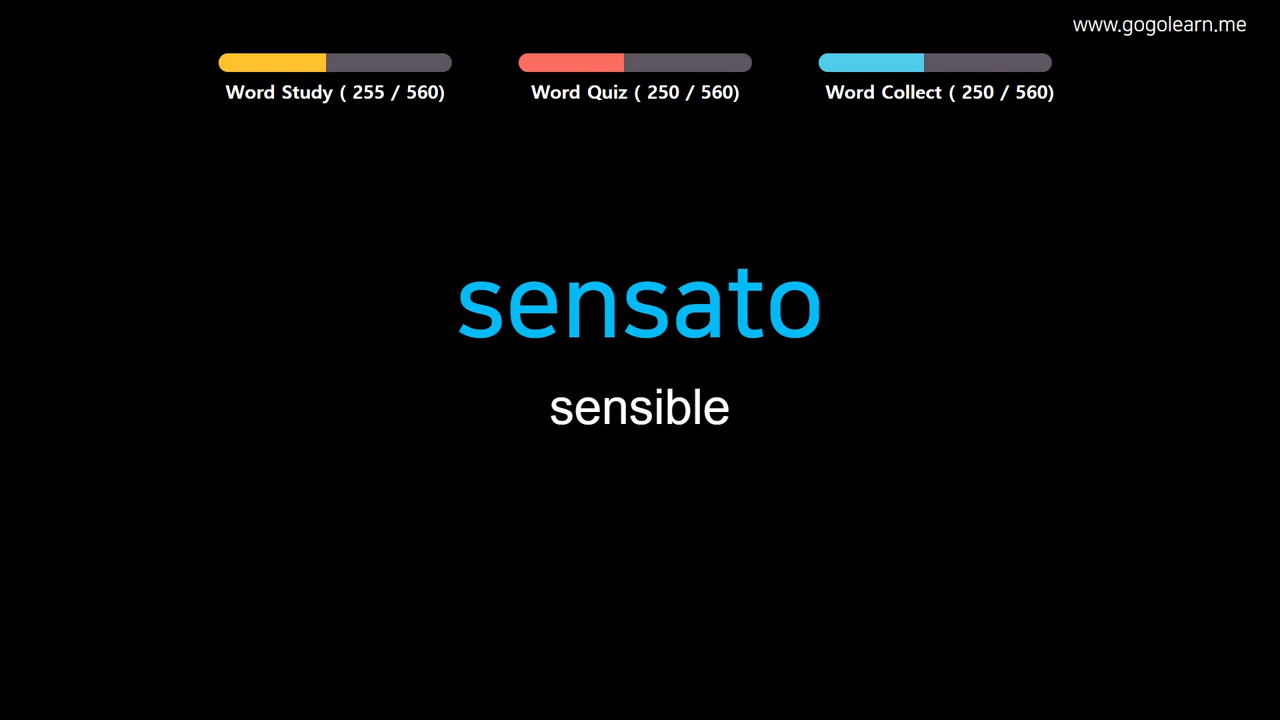 www.gogolearn.me
Word Study ( 255 / 560)
Word Quiz ( 250 / 560)
Word Collect ( 250 / 560)
sensato
sensible